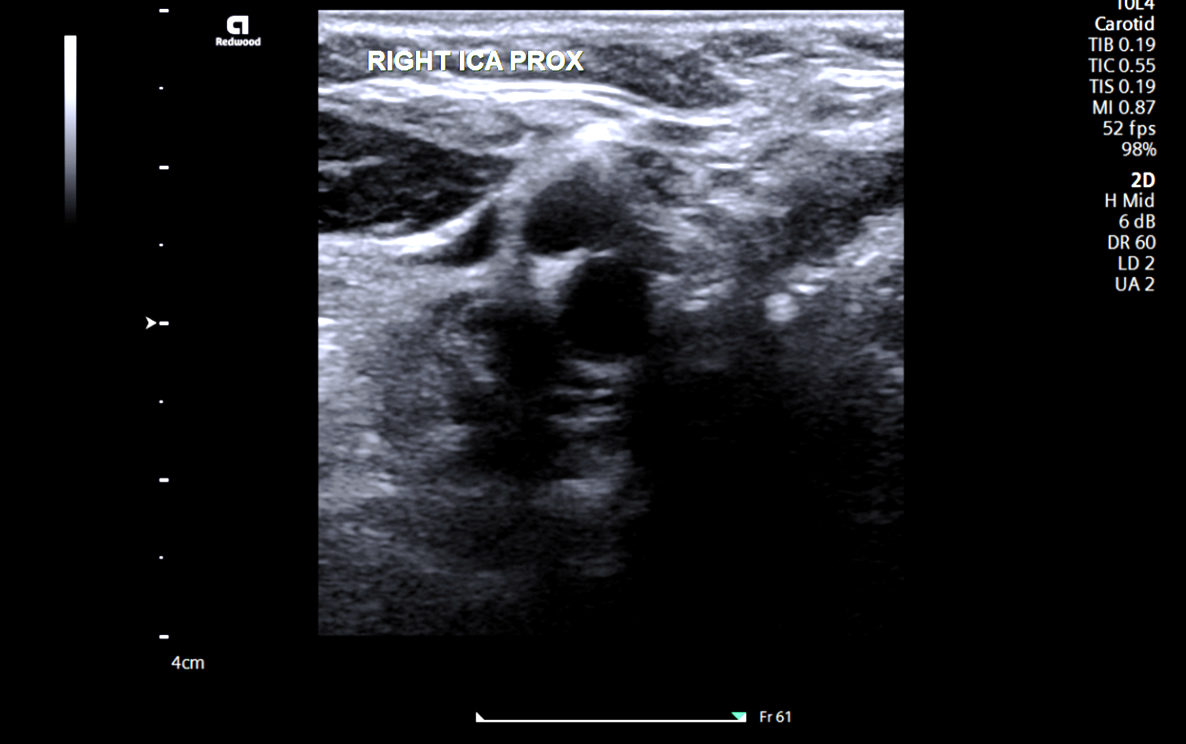 Redwood
RIGHT ICA PROX
10L4
Carotid
TIB 0.19
TIC 0.55
TIS 0.19
MI 0.87
52 fps
98%
2D
H Mid
6 dB
DR 60
LD 2
UA 2
4cm
Fr 61